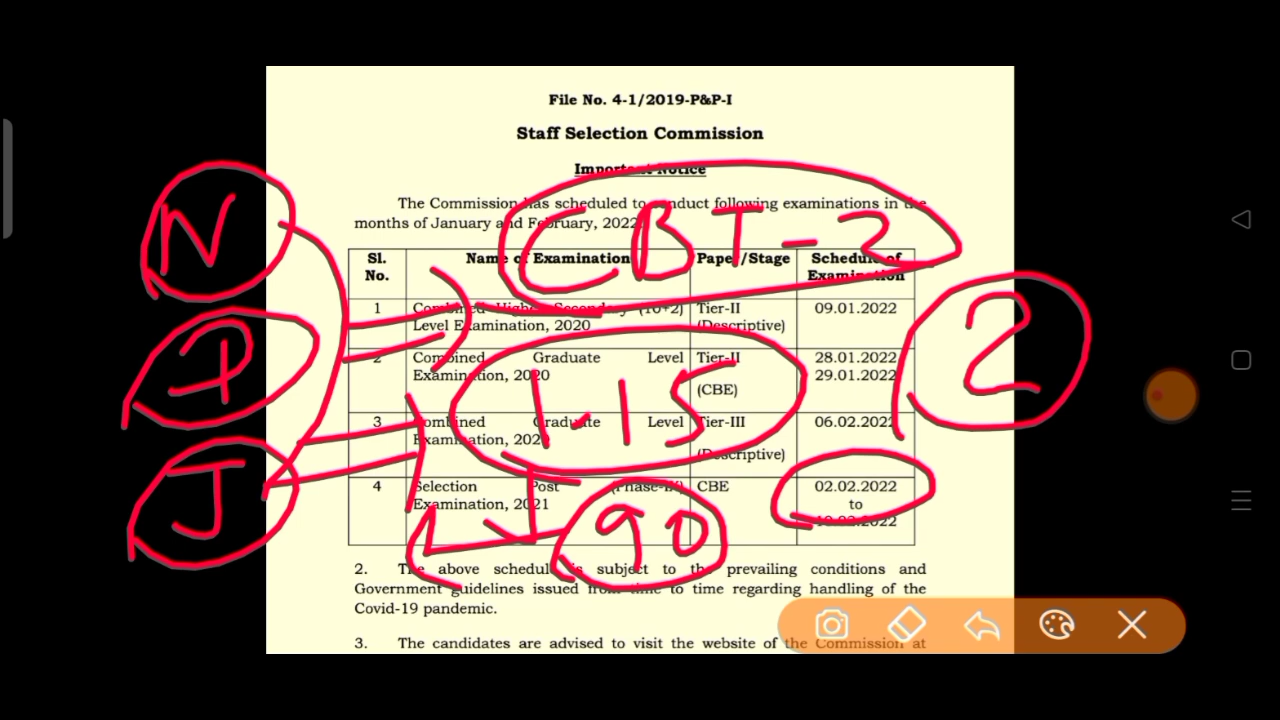 File No. 4-1/2019-P&P-I
Staff Selection Commission
Important Notice
The Commission has scheduled to conduct following examinations in the
months of January and February, 2022
CBT-2
Sl. No. Name of Examination Paper/Stage Schedule of Examination
1 Combined Higher Secondary (10+2) Level Examination, 2020 Tier-II (Descriptive) 09.01.2022
2 Combined Graduate Level Examination, 2020 Tier-II (CBE) 28.01.2022 29.01.2022
3 Combined Graduate Level Examination, 2020 Tier-III (Descriptive) 06.02.2022
4 Selection Post (Phase-IX) Examination, 2021 CBE 02.02.2022 to 10.02.2022
N
P
J
1.15
90
2
2. The above schedule is subject to the prevailing conditions and
Government guidelines issued from time to time regarding handling of the
Covid-19 pandemic.
3. The candidates are advised to visit the website of the Commission at